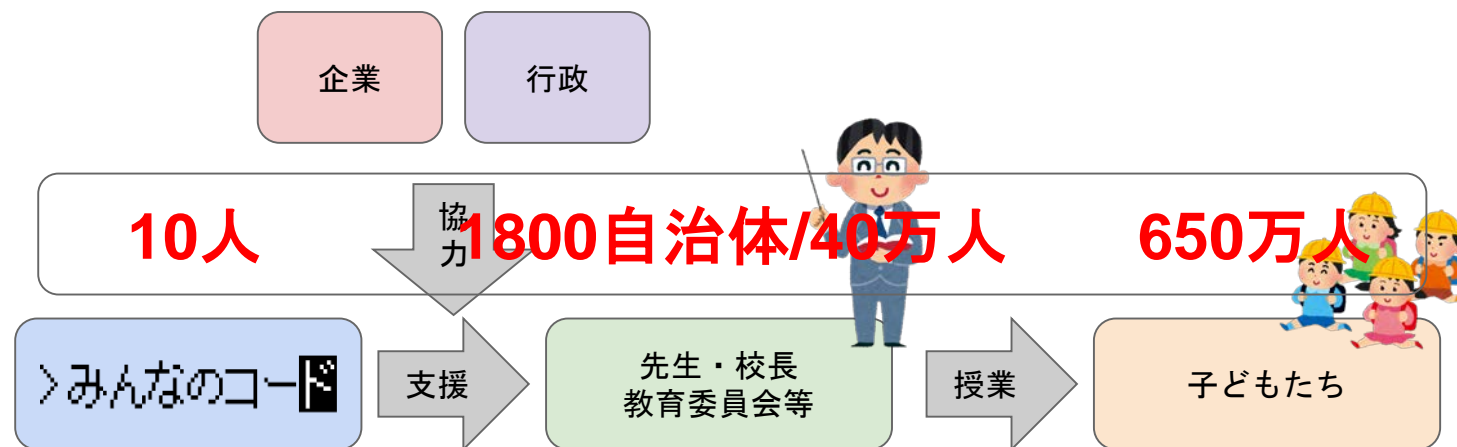 企業
行政
10人
協
力
1800自治体/40万人
650万人
>みんなのコード
支援
先生・校長
教育委員会等
授業
子どもたち